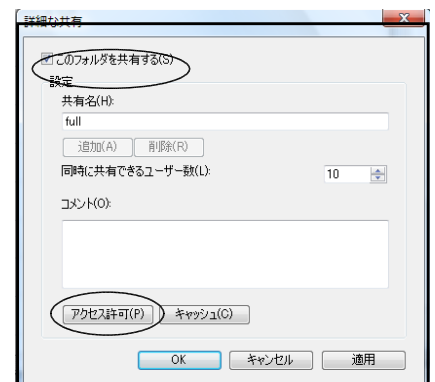 詳細な共有
このフォルダを共有する(S)
設定
共有名(H):
full
追加(A) 削除(R)
同時に共有できるユーザー数(L): 10
コメント(O):
アクセス許可(P) キャッシュ(C)
OK キャンセル 適用